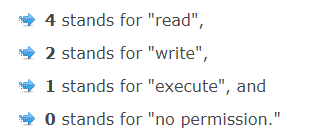 4 stands for "read",
2 stands for "write",
1 stands for "execute", and
0 stands for "no permission."